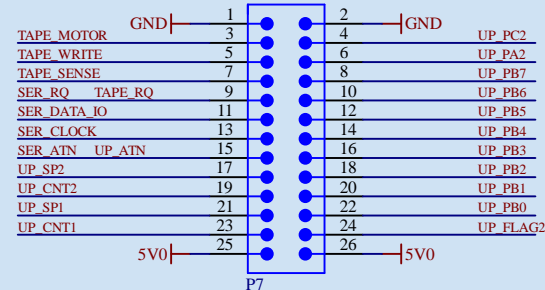 GND 1 2 GND
TAPE_MOTOR 3 4 UP_PC2
TAPE_WRITE 5 6 UP_PA2
TAPE_SENSE 7 8 UP_PB7
SER_RQ TAPE_RQ 9 10 UP_PB6
SER_DATA_IO 11 12 UP_PB5
SER_CLOCK 13 14 UP_PB4
SER_ATN UP_ATN 15 16 UP_PB3
UP_SP2 17 18 UP_PB2
UP_CNT2 19 20 UP_PB1
UP_SP1 21 22 UP_PB0
UP_CNT1 23 24 UP_FLAG2
5V0 25 26 5V0
P7